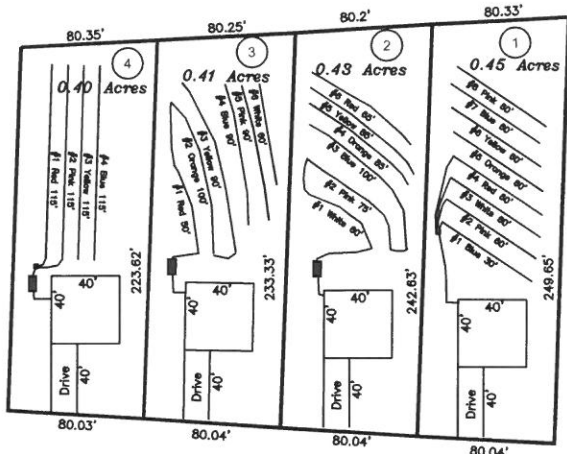 80.35'
80.25'
80.2'
80.33'
4
3
2
1
0.40 Acres
0.41 Acres
0.43 Acres
0.45 Acres
#1 Red 115'
#2 Pink 115'
#3 Yellow 115'
#4 Blue 115'
223.62'
40'
40'
Drive
40'
80.03'
#1 Red 50'
#2 Orange 100'
#3 Yellow 90'
#4 Blue 90'
#5 Pink 90'
#6 White 60'
233.33'
40'
40'
Drive
40'
80.04'
#6 Red 65'
#5 Yellow 65'
#4 Orange 85'
#3 Blue 100'
#2 Pink 75'
#1 White 60'
242.63'
40'
40'
Drive
40'
80.04'
#8 Pink 80'
#7 Blue 80'
#6 Yellow 80'
#5 Orange 80'
#4 Red 80'
#3 White 80'
#2 Pink 60'
#1 Blue 30'
249.65'
40'
40'
Drive
40'
80.04'